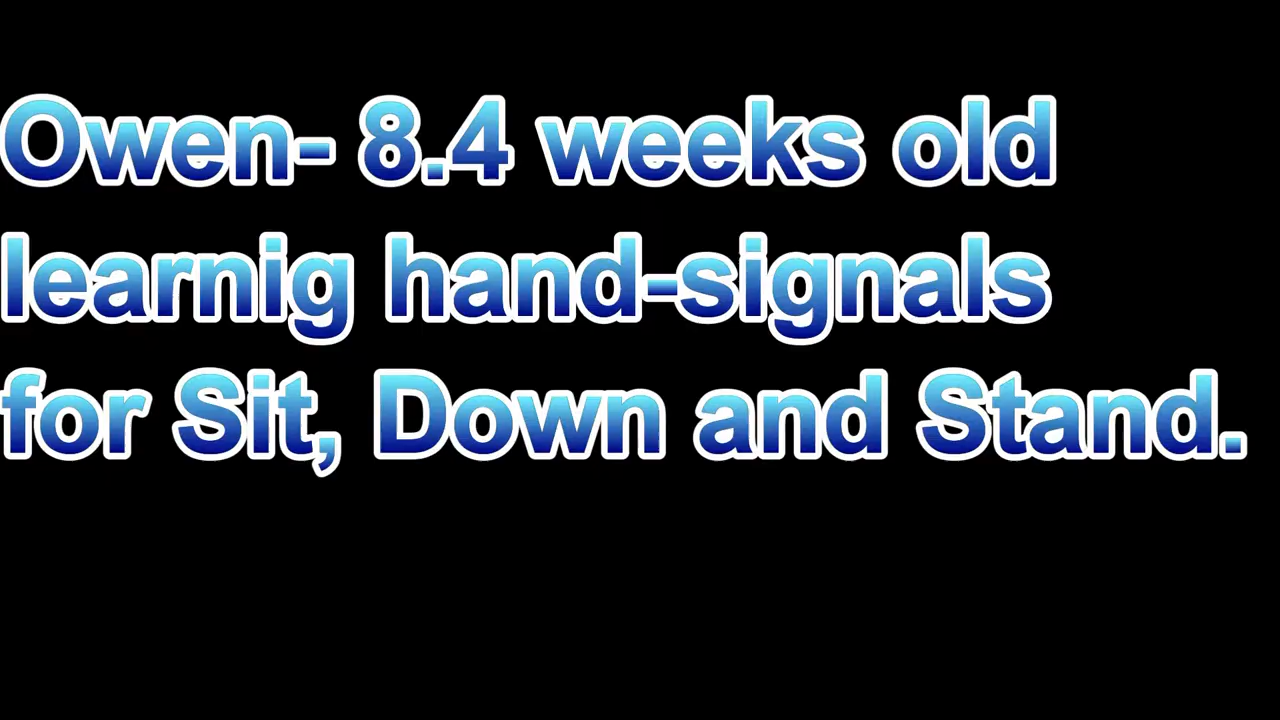 Owen- 8.4 weeks old
learnig hand-signals
for Sit, Down and Stand.